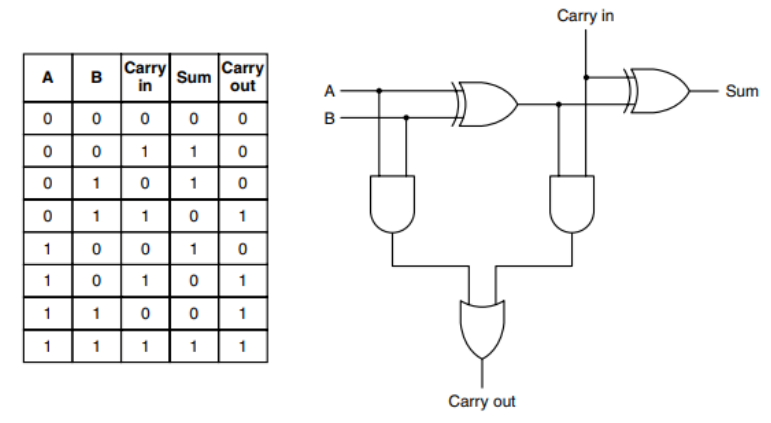 A B Carry in Sum Carry out
0 0 0 0 0
0 0 1 1 0
0 1 0 1 0
0 1 1 0 1
1 0 0 1 0
1 0 1 0 1
1 1 0 0 1
1 1 1 1 1
Carry in
A
B
Sum
Carry out